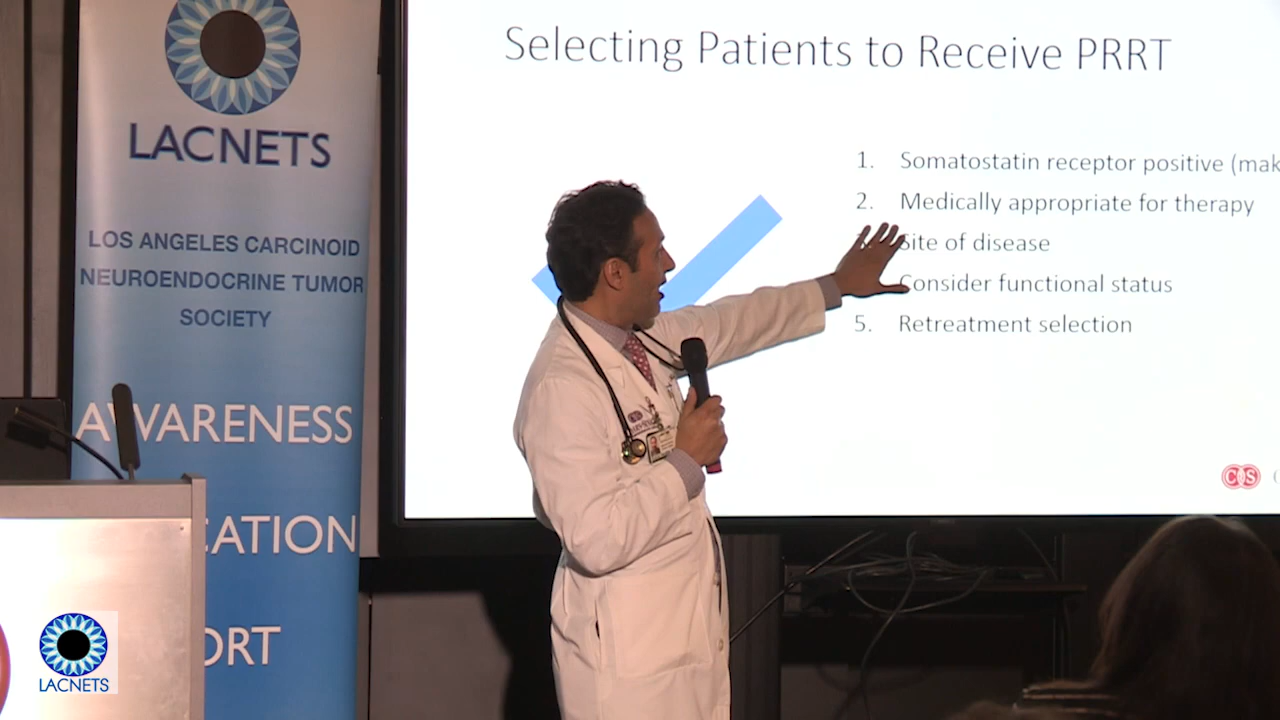 LACNETS
LOS ANGELES CARCINOID
NEUROENDOCRINE TUMOR
SOCIETY
AWARENESS
CATION
ORT
LACNETS
Selecting Patients to Receive PRRT
1. Somatostatin receptor positive (mak
2. Medically appropriate for therapy
Site of disease
Consider functional status
5. Retreatment selection